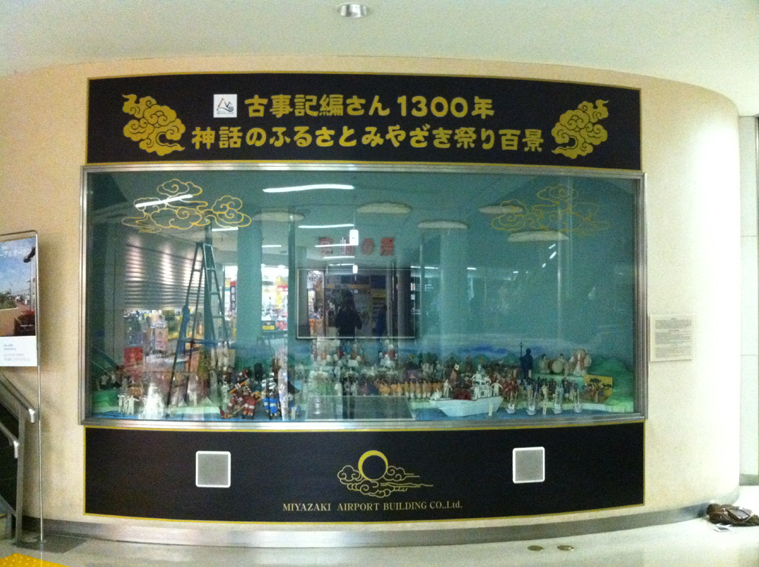 古事記編さん1300年
神話のふるさとみやざき祭り百景
MIYAZAKI AIRPORT BUILDING CO.,Ltd.